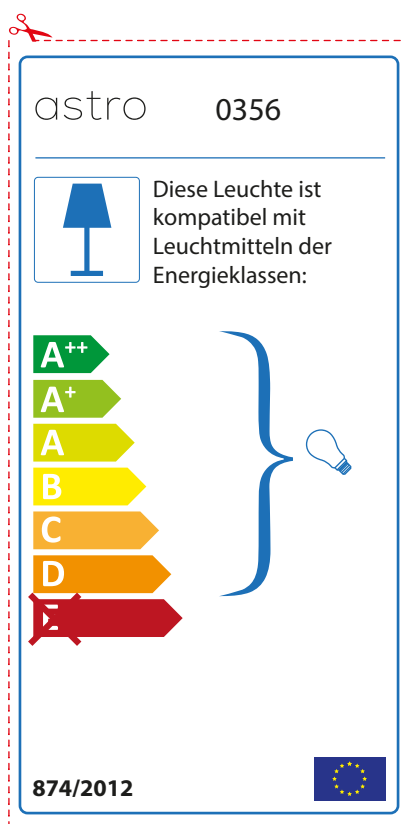 astro 0356
Diese Leuchte ist
kompatibel mit
Leuchtmitteln der
Energieklassen:
A++
A+
A
B
C
D
E
874/2012